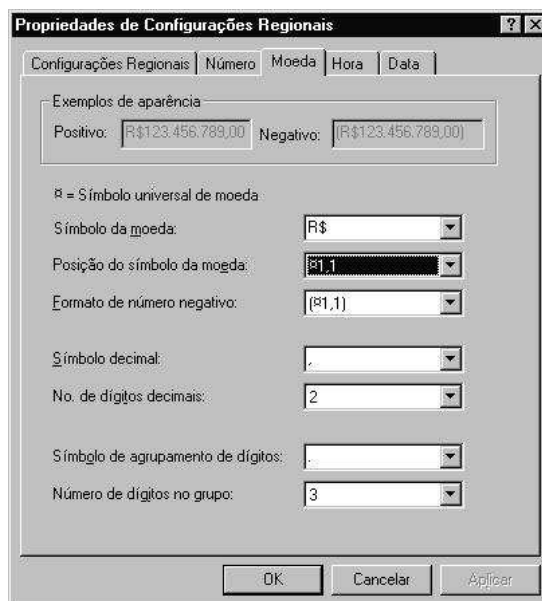 Propriedades de Configurações Regionais
Configurações Regionais Número Moeda Hora Data
Exemplos de aparência
Positivo: R$123.456.789,00 Negativo: (R$123.456.789,00)
¤ = Símbolo universal de moeda
Símbolo da moeda: R$
Posição do símbolo da moeda: ¤1,1
Formato de número negativo: (¤1,1)
Símbolo decimal: ,
No. de dígitos decimais: 2
Símbolo de agrupamento de dígitos: .
Número de dígitos no grupo: 3
OK Cancelar Aplicar